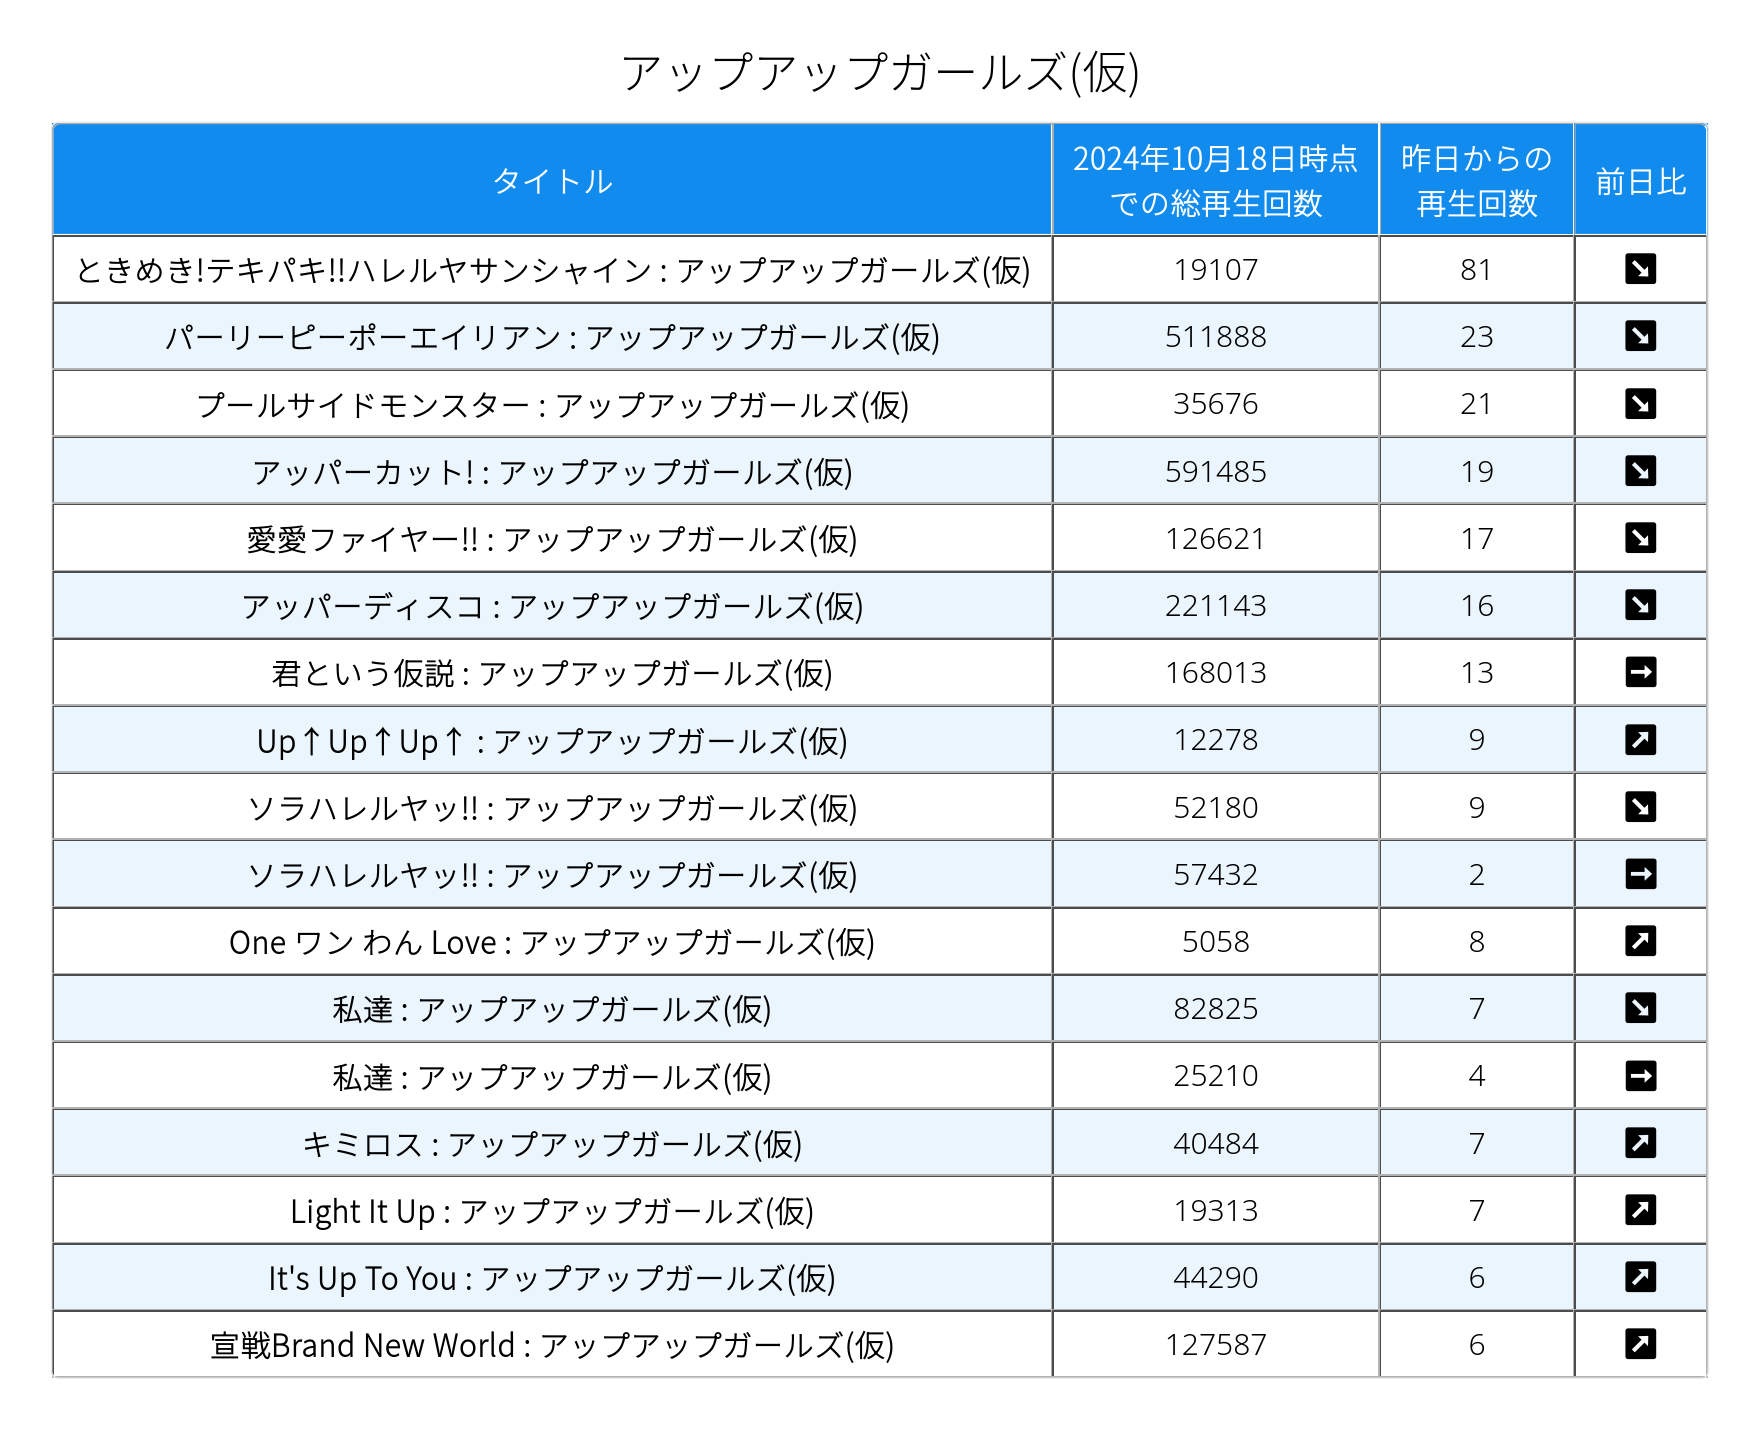 アップアップガールズ(仮)
タイトル 2024年10月18日時点での総再生回数 昨日からの再生回数 前日比
ときめき!テキパキ!!ハレルヤサンシャイン : アップアップガールズ(仮) 19107 81 ↘
パーリーピーポーエイリアン : アップアップガールズ(仮) 511888 23 ↘
プールサイドモンスター : アップアップガールズ(仮) 35676 21 ↘
アッパーカット! : アップアップガールズ(仮) 591485 19 ↘
愛愛ファイヤー!! : アップアップガールズ(仮) 126621 17 ↘
アッパーディスコ : アップアップガールズ(仮) 221143 16 ↘
君という仮説 : アップアップガールズ(仮) 168013 13 →
Up↑Up↑Up↑ : アップアップガールズ(仮) 12278 9 ↗
ソラハレルヤッ!! : アップアップガールズ(仮) 52180 9 ↘
ソラハレルヤッ!! : アップアップガールズ(仮) 57432 2 →
One ワン わん Love : アップアップガールズ(仮) 5058 8 ↗
私達 : アップアップガールズ(仮) 82825 7 ↘
私達 : アップアップガールズ(仮) 25210 4 →
キミロス : アップアップガールズ(仮) 40484 7 ↗
Light It Up : アップアップガールズ(仮) 19313 7 ↗
It's Up To You : アップアップガールズ(仮) 44290 6 ↗
宣戦Brand New World : アップアップガールズ(仮) 127587 6 ↗